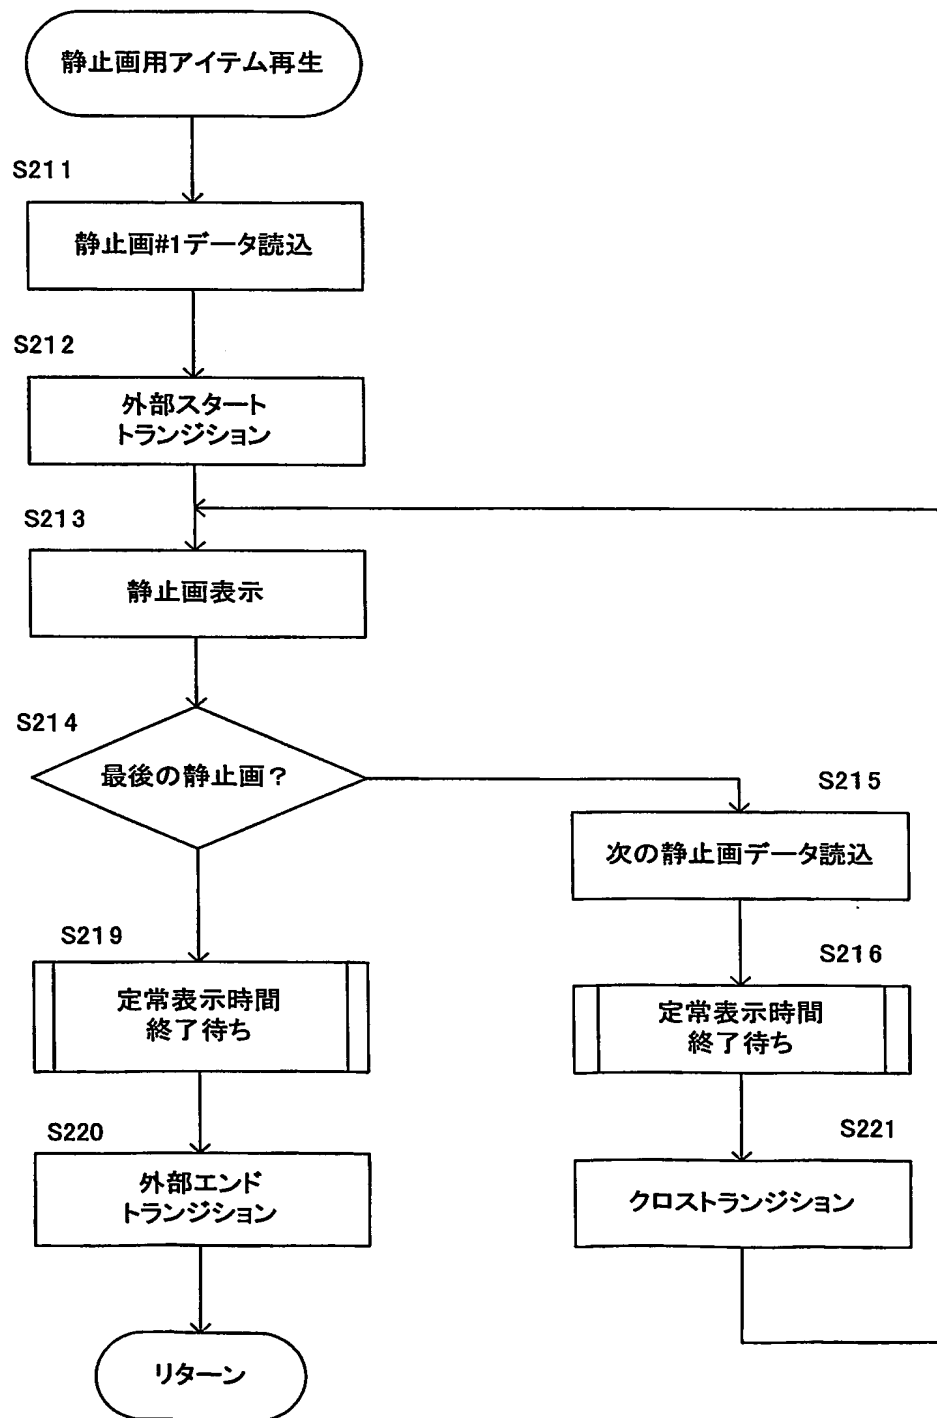 静止画用アイテム再生
S211
静止画#1データ読込
S212
外部スタート
トランジション
S213
静止画表示
S214
最後の静止画？
S215
次の静止画データ読込
S216
定常表示時間
終了待ち
S221
クロストランジション
S219
定常表示時間
終了待ち
S220
外部エンド
トランジション
リターン